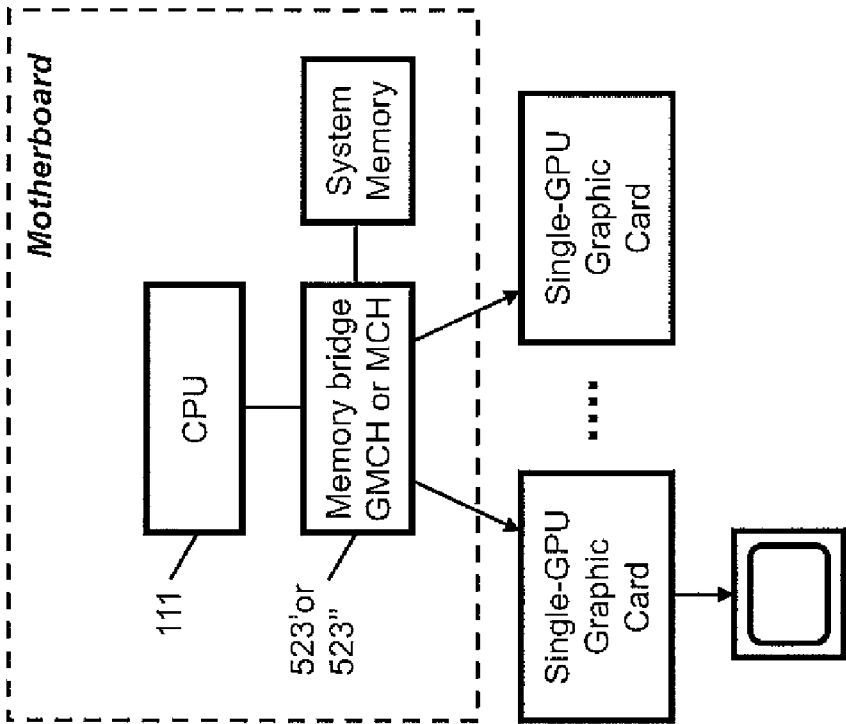 Motherboard
CPU
111
System
Memory
Memory bridge
GMCH or MCH
523'or
523"
Single-GPU
Graphic
Card
....
Single-GPU
Graphic
Card